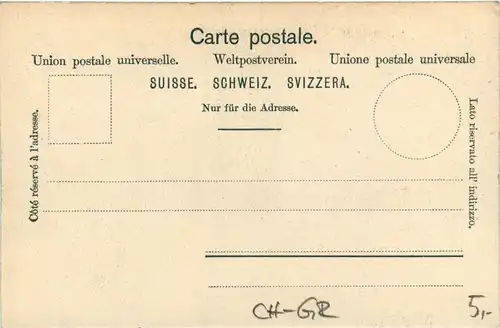 Carte postale.
Union postale universelle. Weltpostverein. Unione postale universale
SUISSE. SCHWEIZ. SVIZZERA.
Nur für die Adresse.
Côté réservé à l'adresse.
Lato riservato all' indirizzo.
CH-GR
5,-